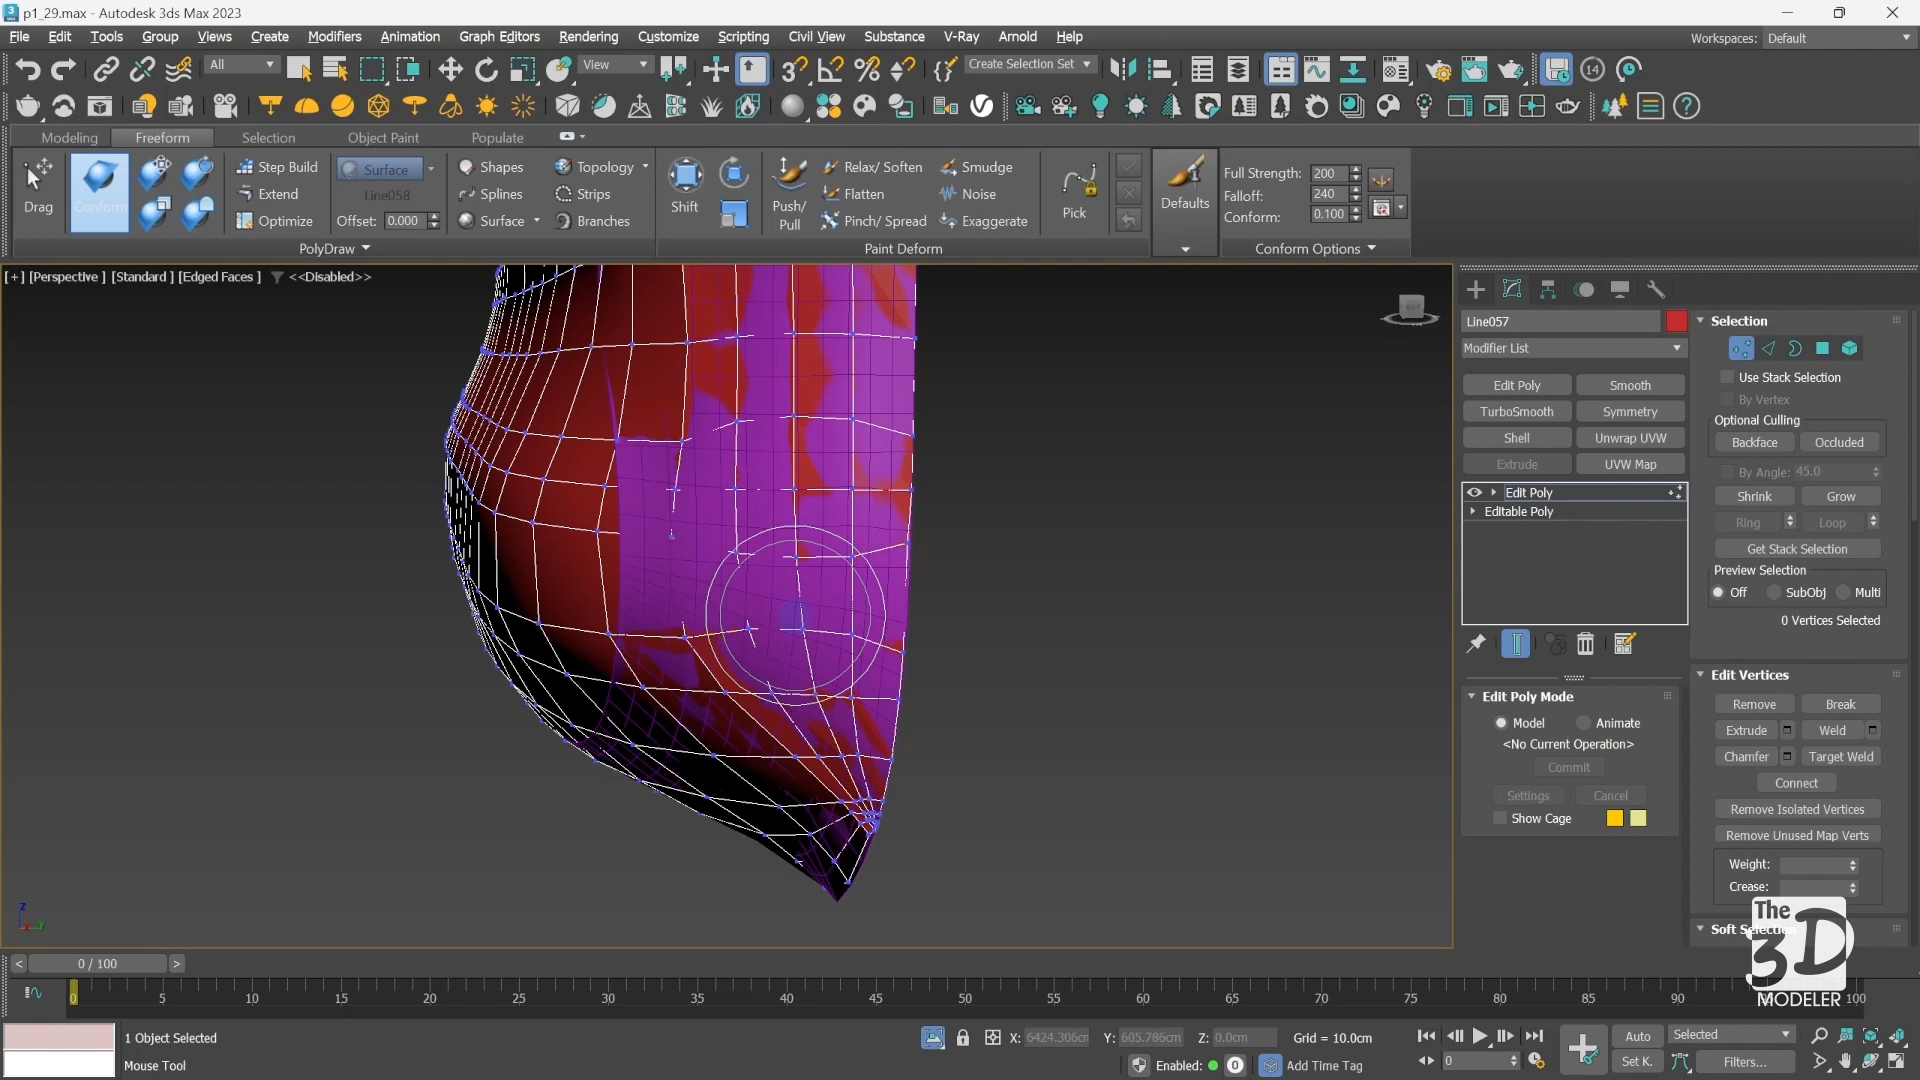 p1_29.max - Autodesk 3ds Max 2023
File Edit Tools Group Views Create Modifiers Animation Graph Editors Rendering Customize Scripting Civil View Substance V-Ray Arnold Help
Workspaces: Default
All View Create Selection Set 14
Modeling Freeform Selection Object Paint Populate
Drag Conform Step Build Extend Optimize Surface Line058 Offset: 0.000
Shapes Splines Surface Topology Strips Branches
Shift Push/ Pull Relax/ Soften Flatten Pinch/ Spread Smudge Noise Exaggerate
Pick Defaults
Full Strength: 200
Falloff: 240
Conform: 0.100
PolyDraw Paint Deform Conform Options
[+] [Perspective ] [Standard ] [Edged Faces ] <<Disabled>>
Line057
Modifier List
Edit Poly Smooth
TurboSmooth Symmetry
Shell Unwrap UVW
Extrude UVW Map
Edit Poly
Editable Poly
Edit Poly Mode
Model Animate
<No Current Operation>
Commit
Settings Cancel
Show Cage
Selection
Use Stack Selection
By Vertex
Optional Culling
Backface Occluded
By Angle: 45.0
Shrink Grow
Ring Loop
Get Stack Selection
Preview Selection
Off SubObj Multi
0 Vertices Selected
Edit Vertices
Remove Break
Extrude Weld
Chamfer Target Weld
Connect
Remove Isolated Vertices
Remove Unused Map Verts
Weight:
Crease:
Soft Selection
The
3D
MODELER
z
x y
< 0 / 100 >
0 5 10 15 20 25 30 35 40 45 50 55 60 65 70 75 80 85 90 100
1 Object Selected
Mouse Tool
X: 6424.306cm Y: 605.786cm Z: 0.0cm Grid = 10.0cm
Enabled: 0 Add Time Tag
0
Auto Selected
Set K. Filters...